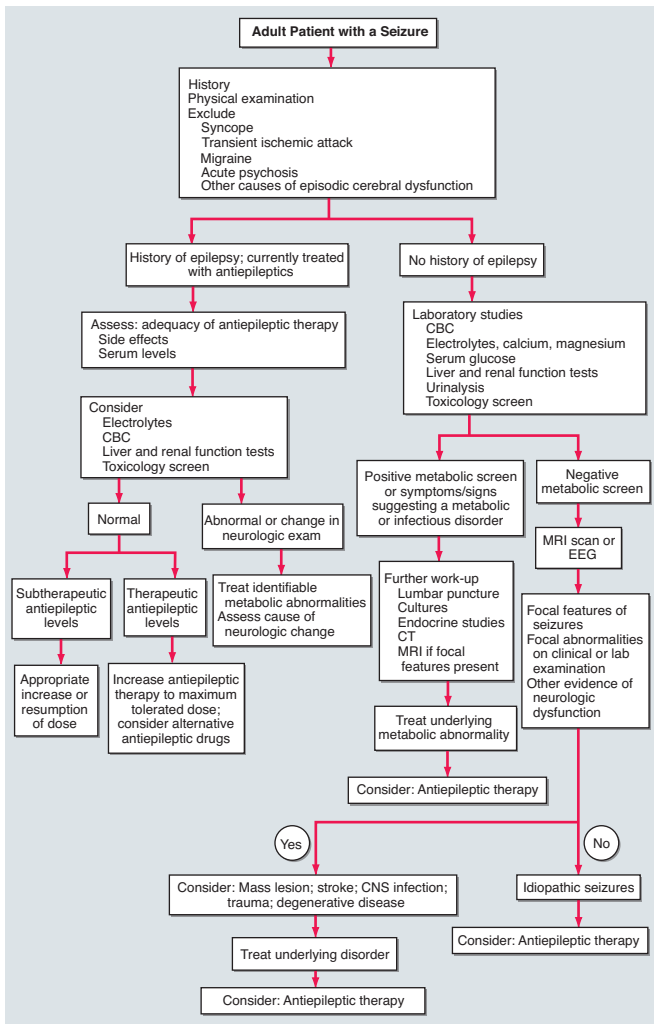 Adult Patient with a Seizure
History
Physical examination
Exclude
Syncope
Transient ischemic attack
Migraine
Acute psychosis
Other causes of episodic cerebral dysfunction
History of epilepsy; currently treated
with antiepileptics
No history of epilepsy
Assess: adequacy of antiepileptic therapy
Side effects
Serum levels
Laboratory studies
CBC
Electrolytes, calcium, magnesium
Serum glucose
Liver and renal function tests
Urinalysis
Toxicology screen
Consider
Electrolytes
CBC
Liver and renal function tests
Toxicology screen
Positive metabolic screen
or symptoms/signs
suggesting a metabolic
or infectious disorder
Negative
metabolic screen
Normal
Abnormal or change in
neurologic exam
MRI scan or
EEG
Subtherapeutic
antiepileptic
levels
Therapeutic
antiepileptic
levels
Treat identifiable
metabolic abnormalities
Assess cause of
neurologic change
Further work-up
Lumbar puncture
Cultures
Endocrine studies
CT
MRI if focal
features present
Focal features of
seizures
Focal abnormalities
on clinical or lab
examination
Other evidence of
neurologic
dysfunction
Appropriate
increase or
resumption
of dose
Increase antiepileptic
therapy to maximum
tolerated dose;
consider alternative
antiepileptic drugs
Treat underlying
metabolic abnormality
Consider: Antiepileptic therapy
Yes
No
Consider: Mass lesion; stroke; CNS infection;
trauma; degenerative disease
Idiopathic seizures
Treat underlying disorder
Consider: Antiepileptic therapy
Consider: Antiepileptic therapy